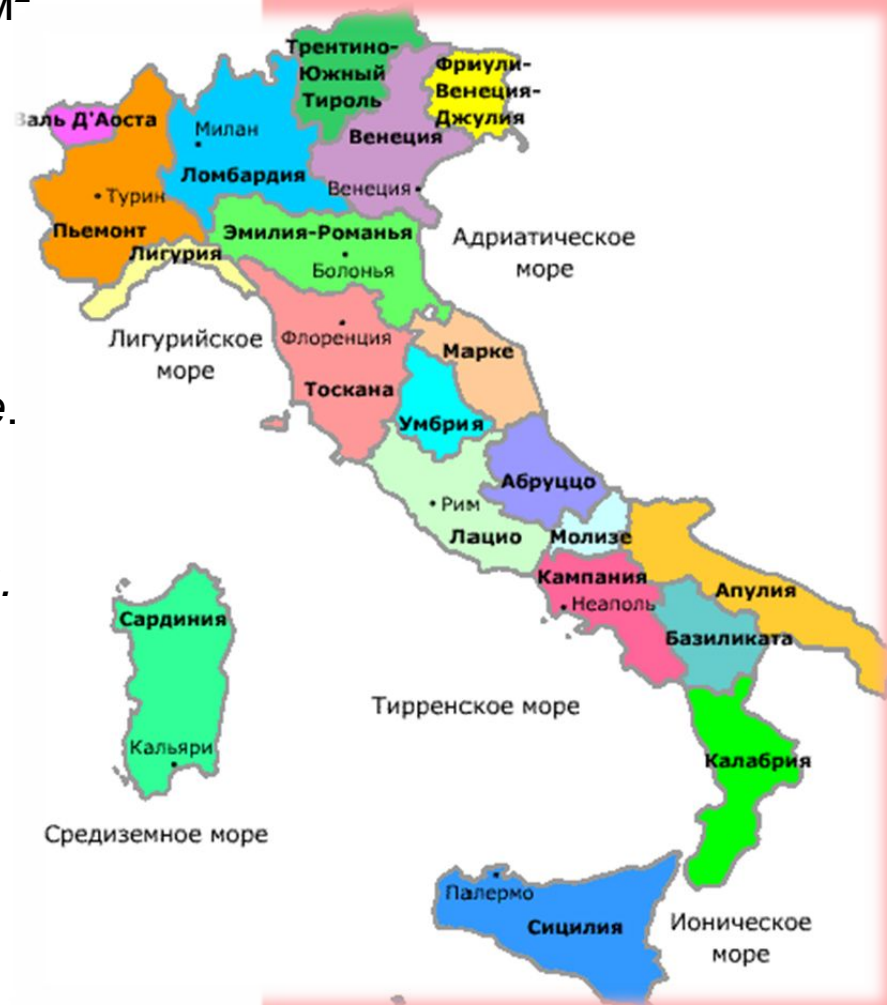 Трентино-
Южный
Тироль
Фриули-
Венеция-
Джулия
Валь Д'Аоста
Милан
Венеция
Ломбардия
Турин
Венеция
Пьемонт
Эмилия-Романья
Лигурия
Болонья
Адриатическое
море
Лигурийское
море
Флоренция
Марке
Тоскана
Умбрия
Абруццо
Рим
Лацио
Молизе
Кампания
Неаполь
Апулия
Сардиния
Базиликата
Тирренское море
Кальяри
Калабрия
Средиземное море
Палермо
Сицилия
Ионическое
море